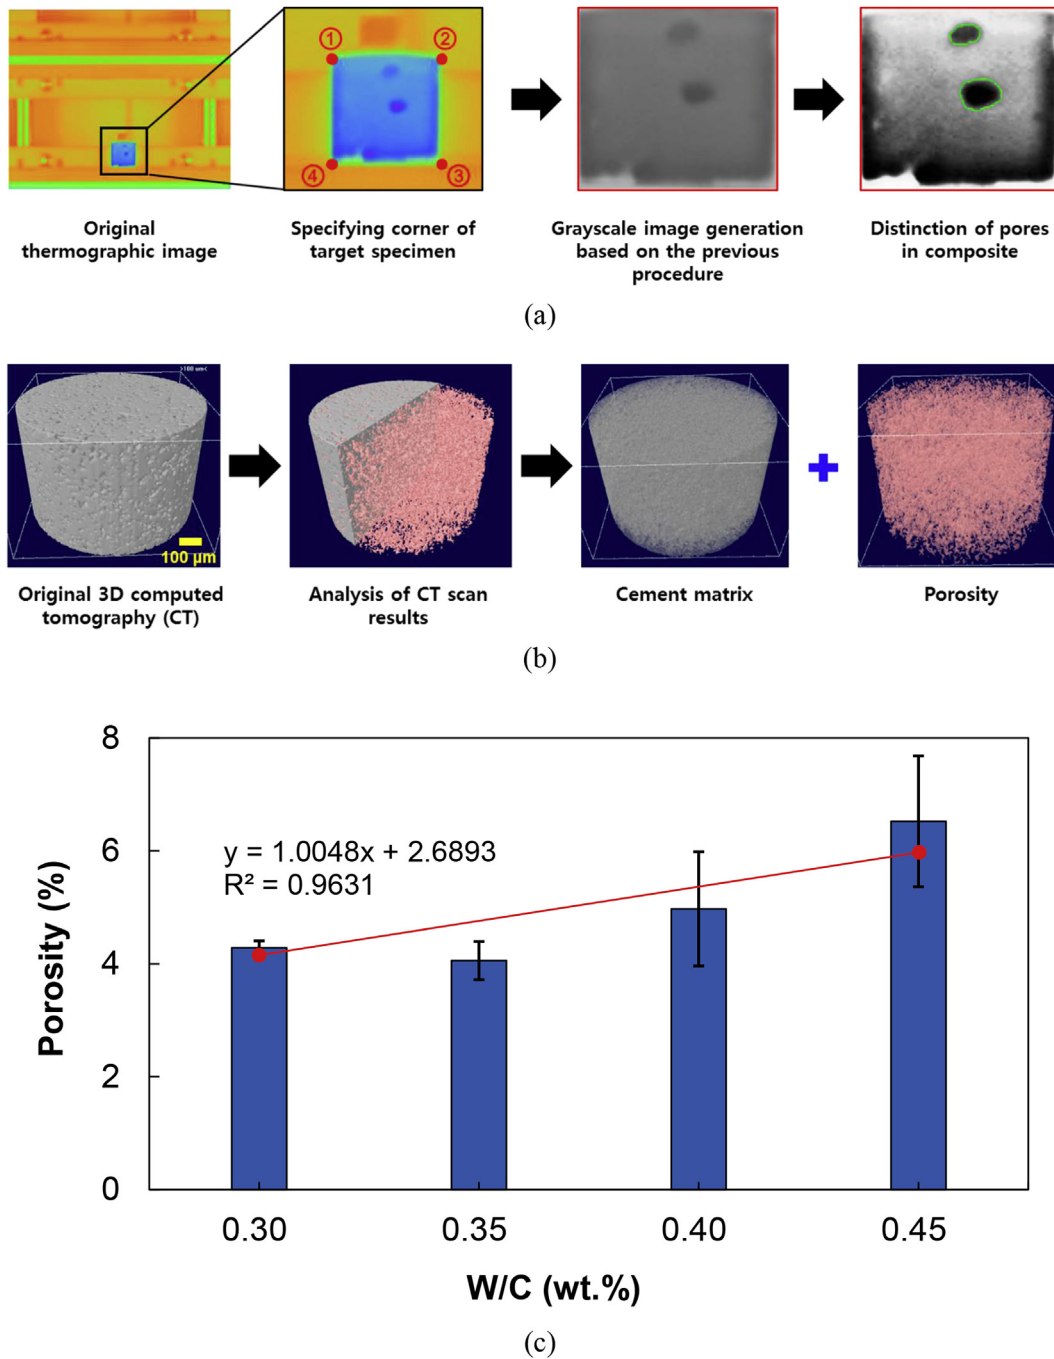 ① ②
④ ③
Original
thermographic image
Specifying corner of
target specimen
Grayscale image generation
based on the previous
procedure
Distinction of pores
in composite
(a)
>100 um<
100 μm
+
Original 3D computed
tomography (CT)
Analysis of CT scan
results
Cement matrix
Porosity
(b)
8
6
4
2
0
Porosity (%)
y = 1.0048x + 2.6893
R² = 0.9631
0.30 0.35 0.40 0.45
W/C (wt.%)
(c)